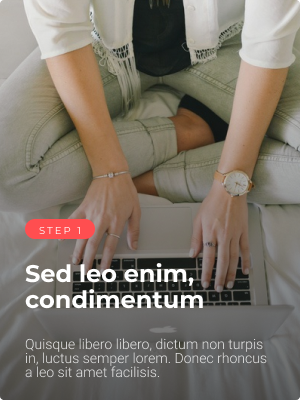 STEP 1
Sed leo enim,
condimentum
Quisque libero libero, dictum non turpis
in, luctus semper lorem. Donec rhoncus
a leo sit amet facilisis.